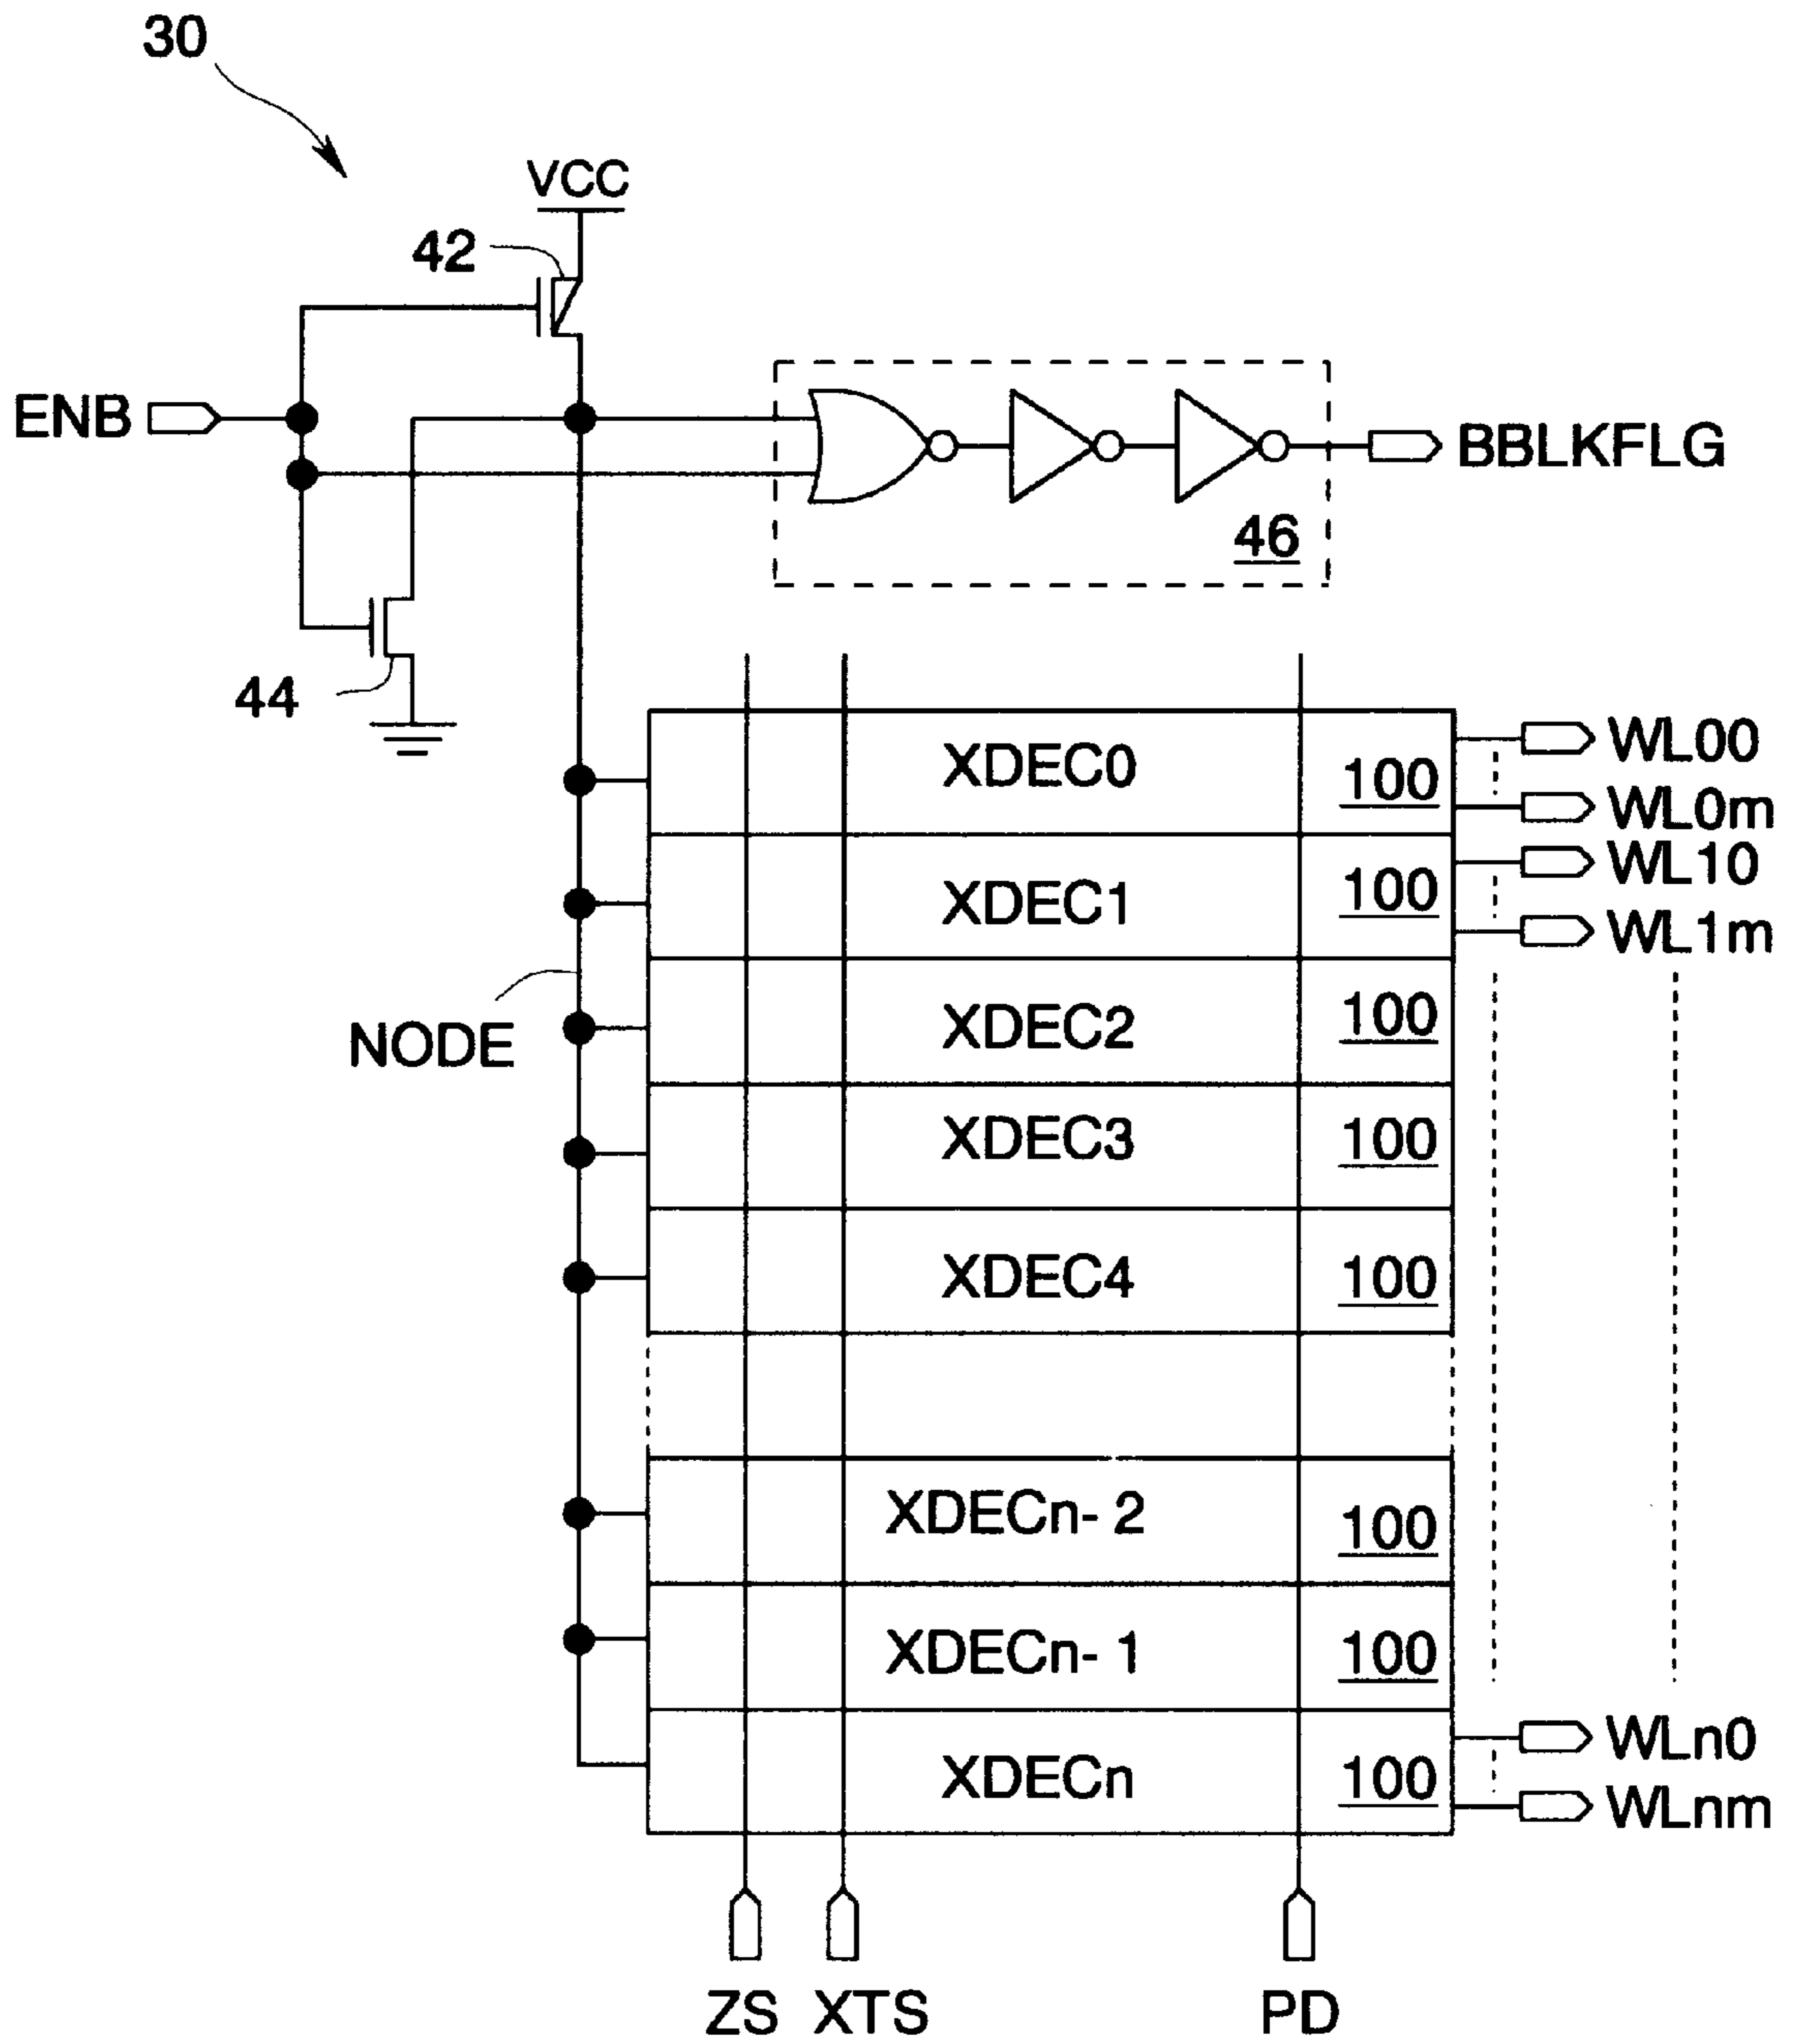 30
VCC
42
ENB
BBLKFLG
46
44
XDEC0 100 WL00
WL0m
XDEC1 100 WL10
WL1m
NODE
XDEC2 100
XDEC3 100
XDEC4 100
XDECn-2 100
XDECn-1 100
XDECn 100 WLn0
WLnm
ZS XTS PD